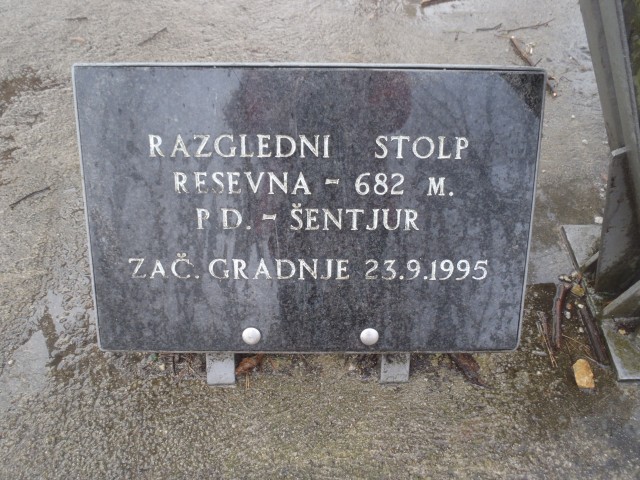 RAZGLEDNI STOLP
RESEVNA - 682 M.
P.D. - ŠENTJUR
ZAČ. GRADNJE 23.9.1995